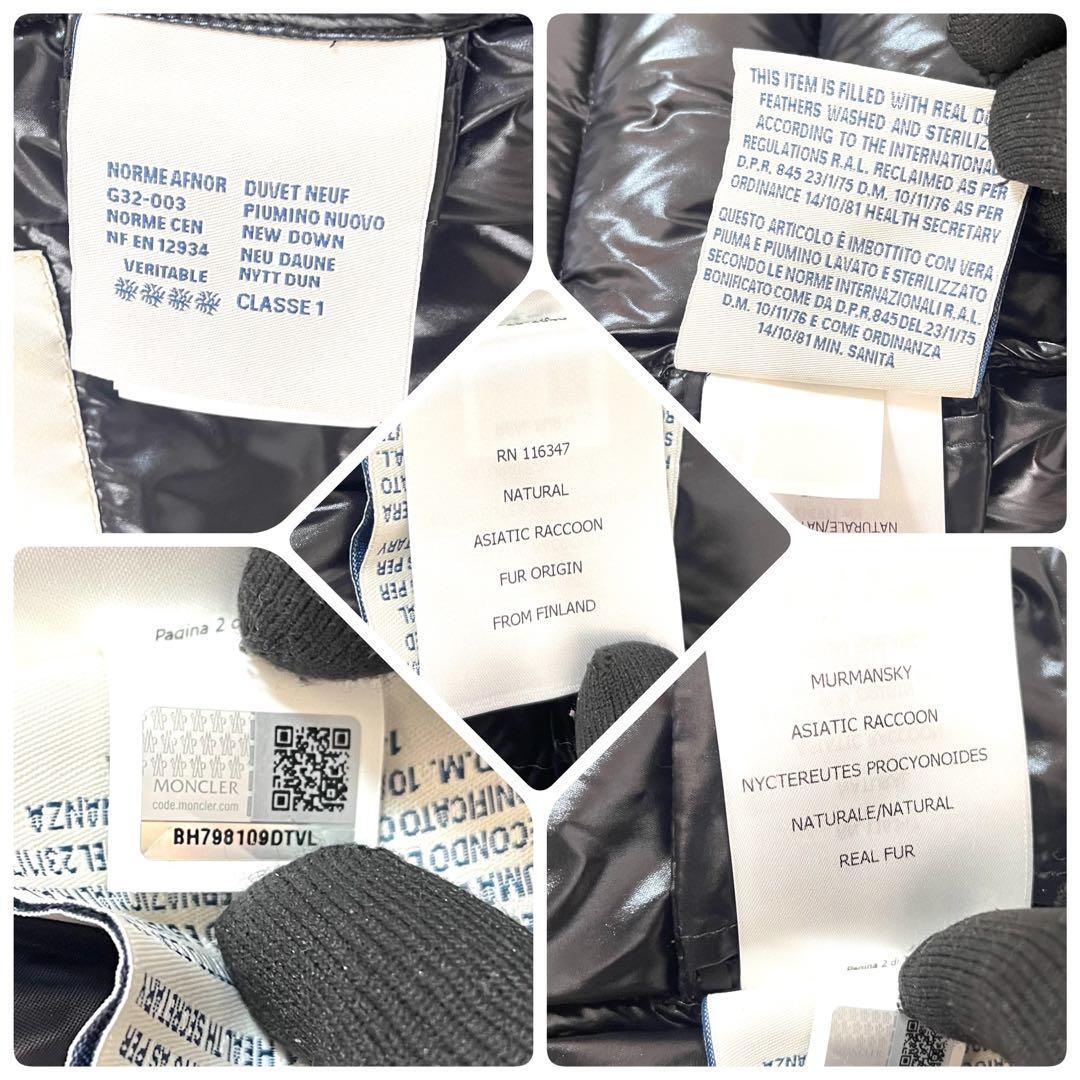 NORME AFNOR
G32-003
NORME CEN
NF EN 12934
VERITABLE
DUVET NEUF
PIUMINO NUOVO
NEW DOWN
NEU DAUNE
NYTT DUN
CLASSE 1
THIS ITEM IS FILLED WITH REAL
FEATHERS WASHED AND
ACCORDING TO THE INTERNATIONAL
REGULATIONS R.A.L. RECLAIMED AS PER
D.P.R. 845 23/1/75 D.M. 10/11/76 AS PER
ORDINANCE 14/10/81 HEALTH SECRETARY
QUESTO ARTICOLO È IMBOTTITO CON VERA
PIUMA E PIUMINO LAVATO E STERILIZZATO
SECONDO LE NORME INTERNAZIONALI R.A.L.
BONIFICATO COME DA D.P.R.845 DEL 23/1/75
D.M. 10/11/76 E COME ORDINANZA
14/10/81 MIN. SANITÀ
RN 116347
NATURAL
ASIATIC RACCOON
FUR ORIGIN
FROM FINLAND
Pagina 2 di
MONCLER
code.moncler.com
BH798109DTVL
MURMANSKY
ASIATIC RACCOON
NYCTEREUTES PROCYONOIDES
NATURALE/NATURAL
REAL FUR
Pagina 2 di